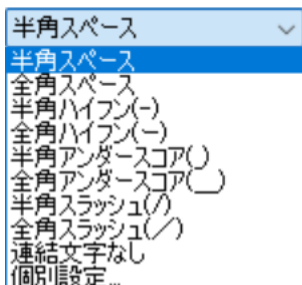 半角スペース
半角スペース
全角スペース
半角ハイフン(-)
全角ハイフン(－)
半角アンダースコア(_)
全角アンダースコア(＿)
半角スラッシュ(/)
全角スラッシュ(／)
連結文字なし
個別設定...